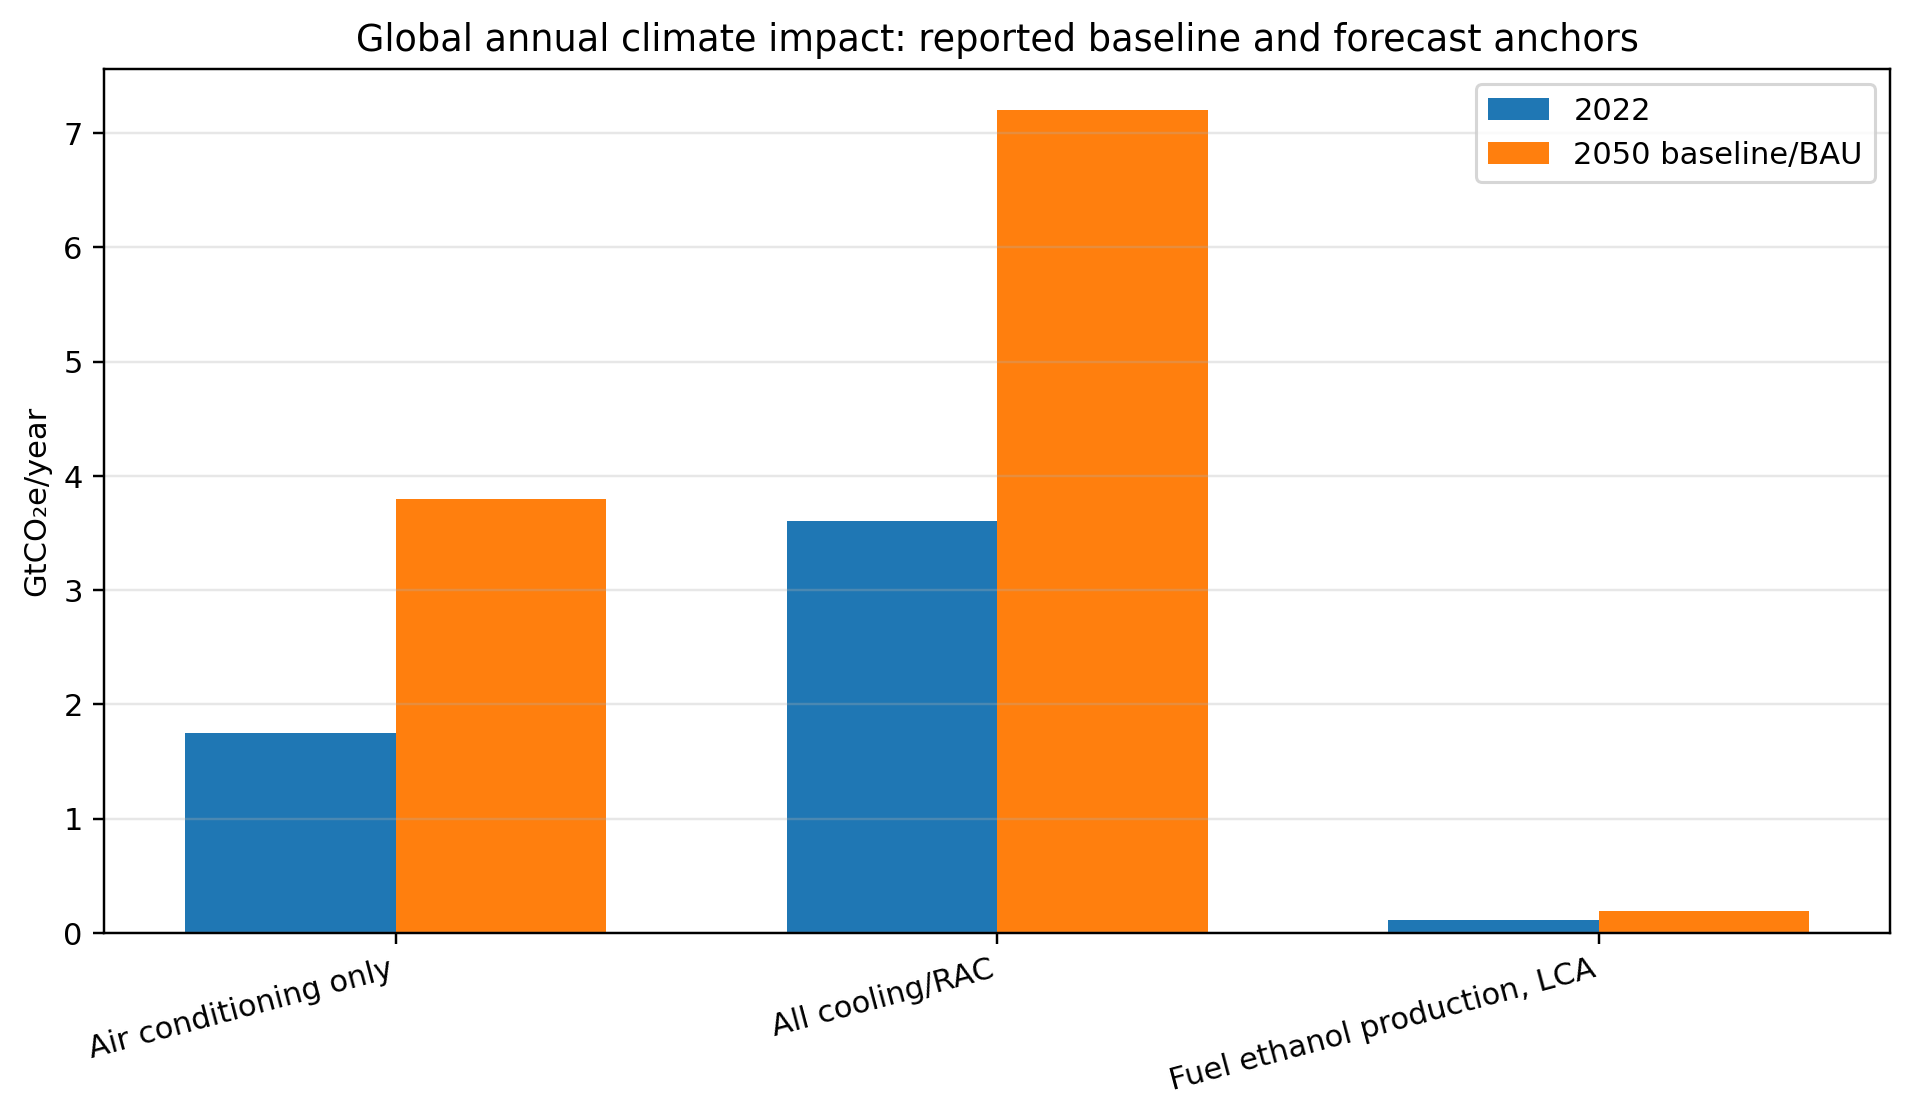 Global annual climate impact: reported baseline and forecast anchors
2022
2050 baseline/BAU
GtCO₂e/year
7
6
5
4
3
2
1
0
Air conditioning only
All cooling/RAC
Fuel ethanol production, LCA